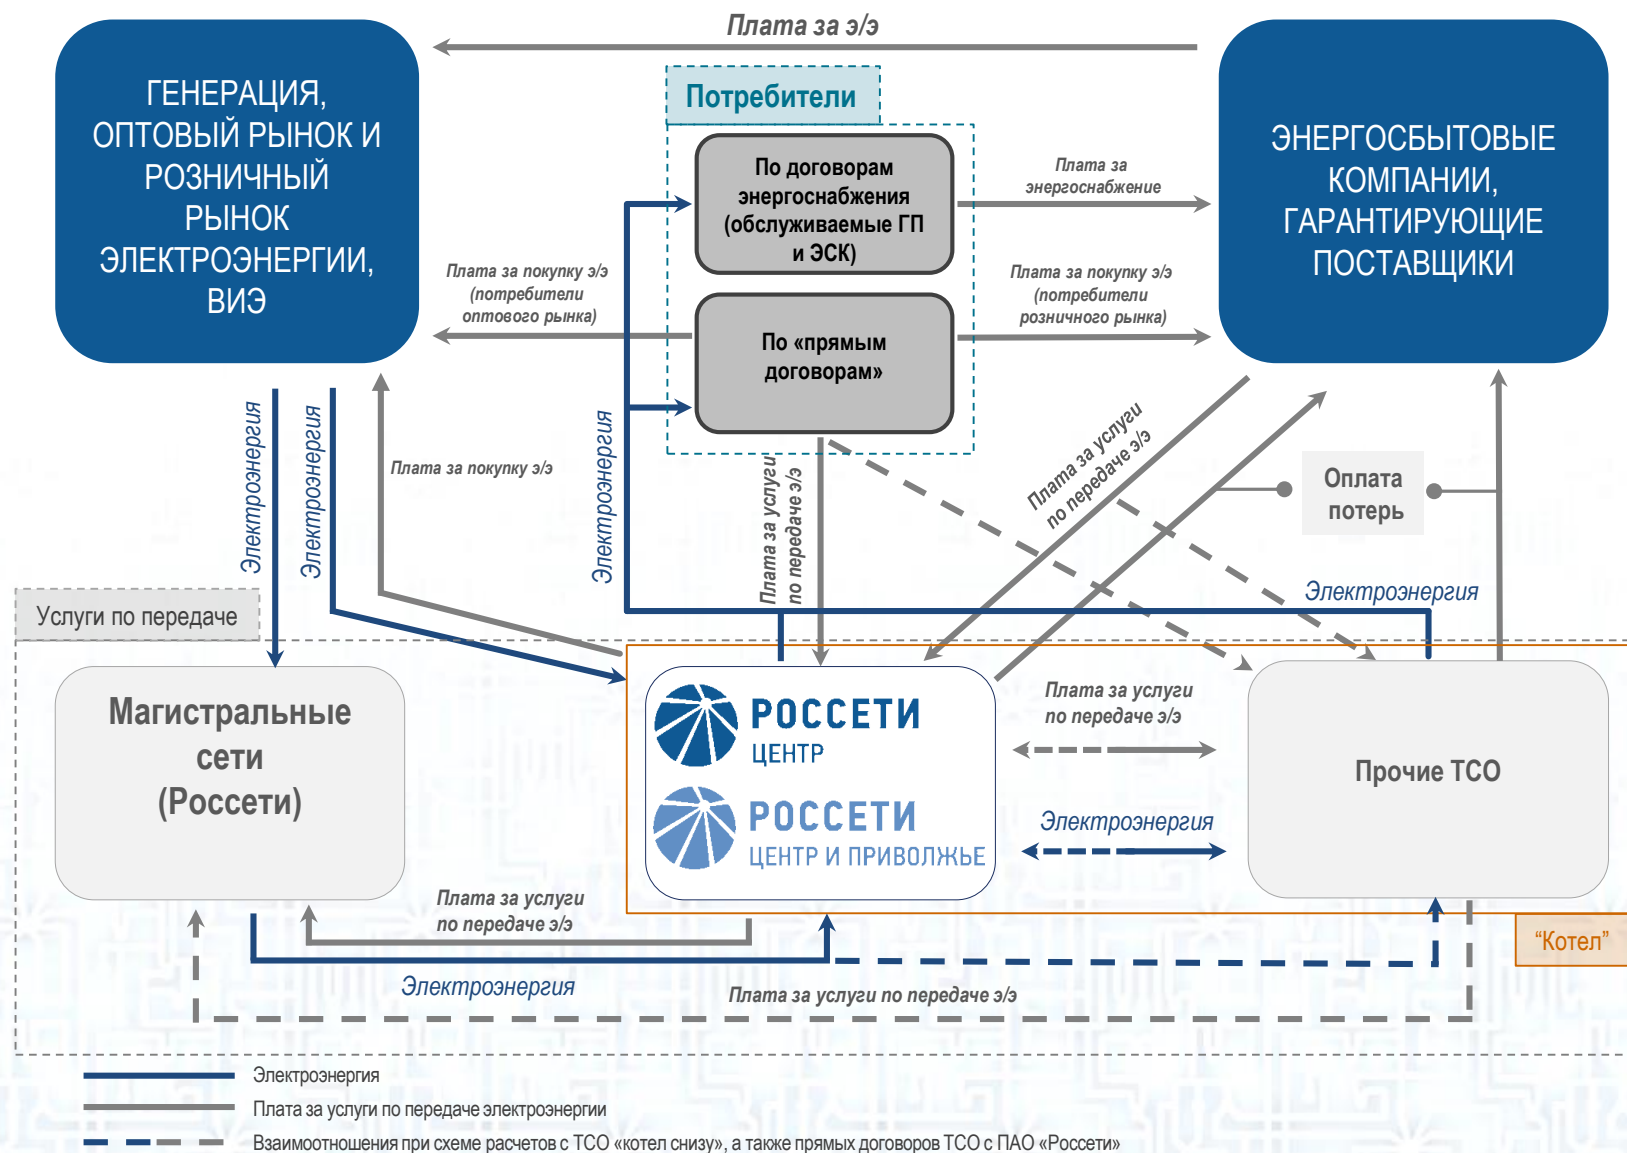 Плата за э/э
ГЕНЕРАЦИЯ,
ОПТОВЫЙ РЫНОК И
РОЗНИЧНЫЙ
РЫНОК
ЭЛЕКТРОЭНЕРГИИ,
ВИЭ
Потребители
По договорам
энергоснабжения
(обслуживаемые ГП
и ЭСК)
Плата за
энергоснабжение
ЭНЕРГОСБЫТОВЫЕ
КОМПАНИИ,
ГАРАНТИРУЮЩИЕ
ПОСТАВЩИКИ
Плата за покупку э/э
(потребители
оптового рынка)
По «прямым
договорам»
Плата за покупку э/э
(потребители
розничного рынка)
Электроэнергия
Электроэнергия
Плата за покупку э/э
Электроэнергия
Плата за услуги
по передаче э/э
Плата за услуги
по передаче э/э
Оплата
потерь
Электроэнергия
Услуги по передаче
Магистральные
сети
(Россети)
РОССЕТИ
ЦЕНТР
РОССЕТИ
ЦЕНТР И ПРИВОЛЖЬЕ
Плата за услуги
по передаче э/э
Электроэнергия
Прочие ТСО
Плата за услуги
по передаче э/э
Электроэнергия
Плата за услуги по передаче э/э
“Котел”
Электроэнергия
Плата за услуги по передаче электроэнергии
Взаимоотношения при схеме расчетов с ТСО «котел снизу», а также прямых договоров ТСО с ПАО «Россети»